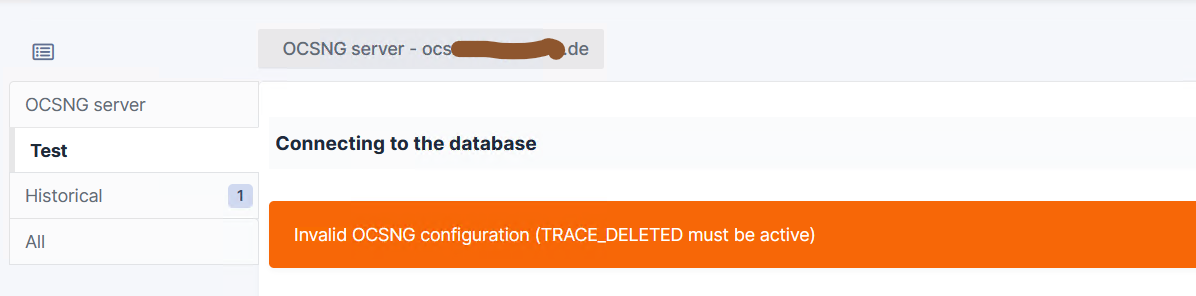 OCSNG server - ocs .de
OCSNG server
Test
Historical 1
All
Connecting to the database
Invalid OCSNG configuration (TRACE_DELETED must be active)